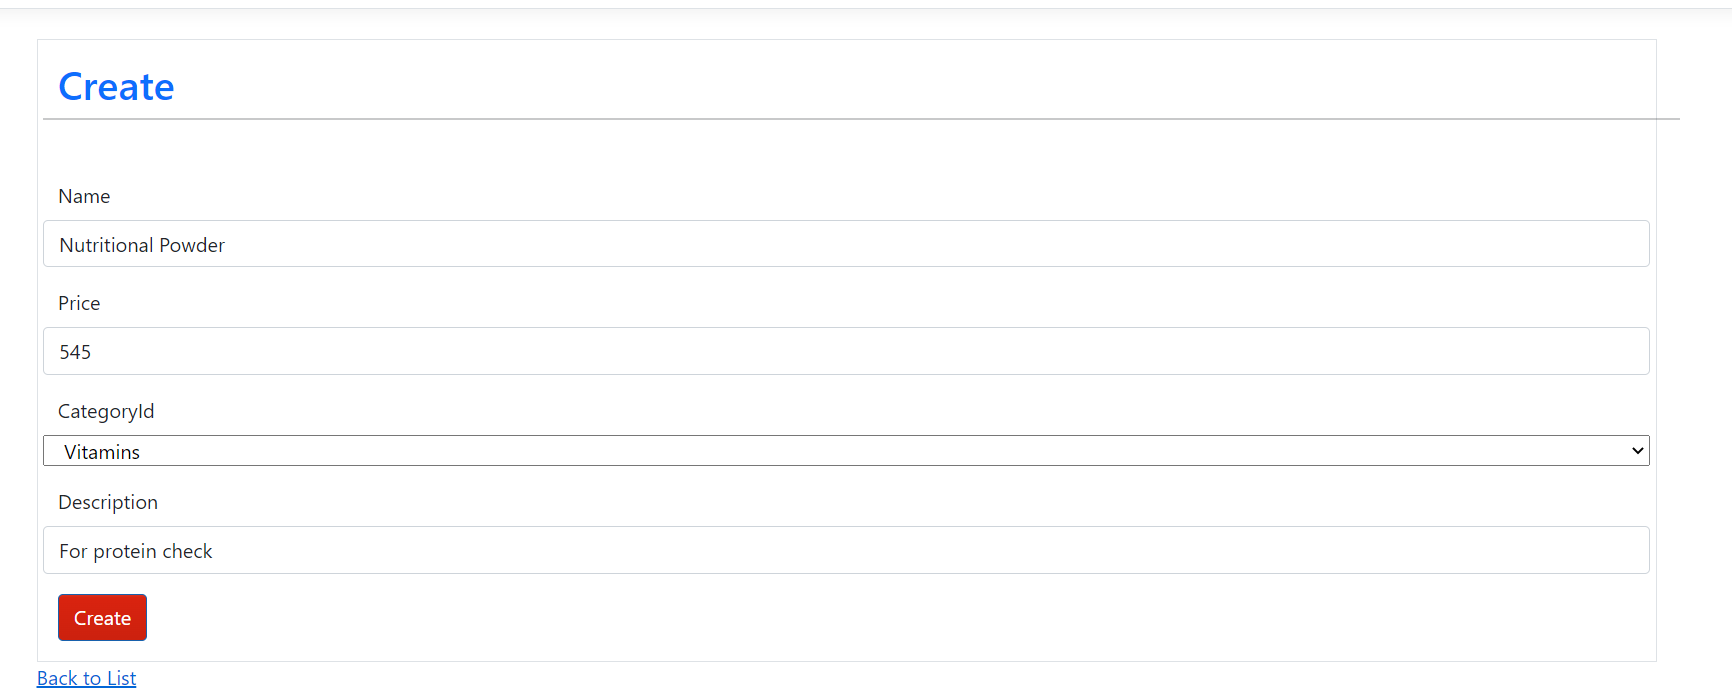 Create
Name
Nutritional Powder
Price
545
CategoryId
Vitamins
Description
For protein check
Create
Back to List